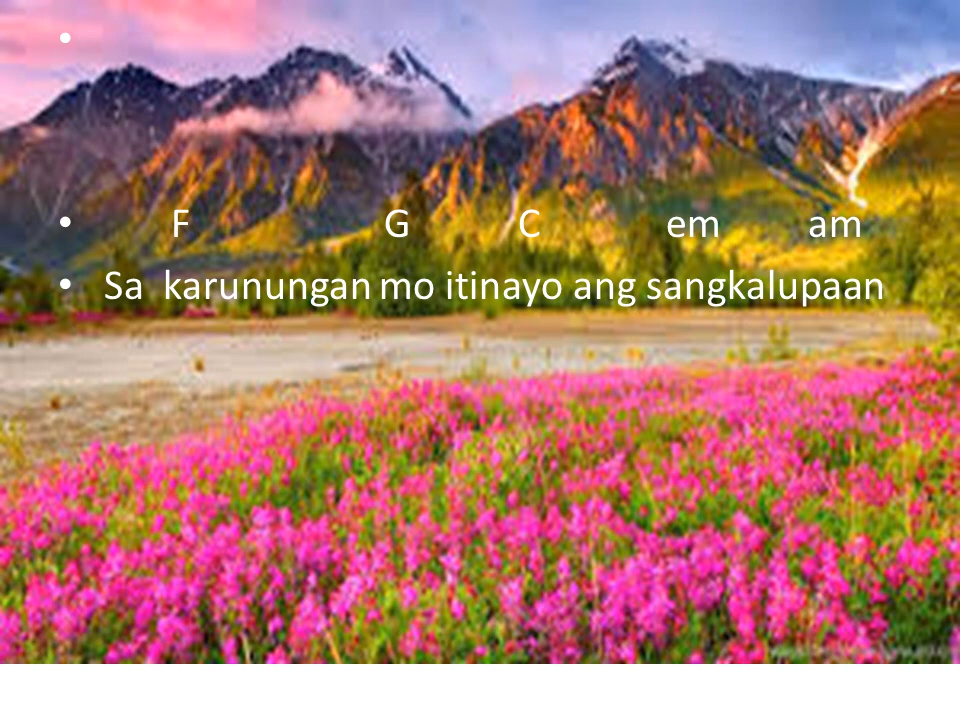 •
• F G C em am
• Sa karunungan mo itinayo ang sangkalupaan